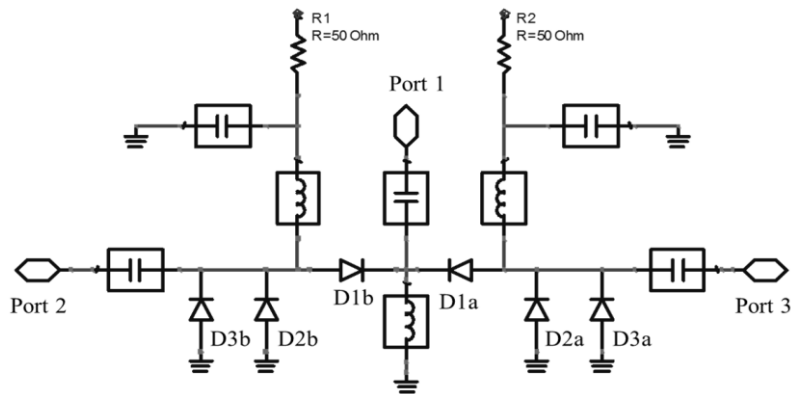 R1
R=50 Ohm
R2
R=50 Ohm
Port 1
D1b
D1a
Port 2
D3b
D2b
D2a
D3a
Port 3